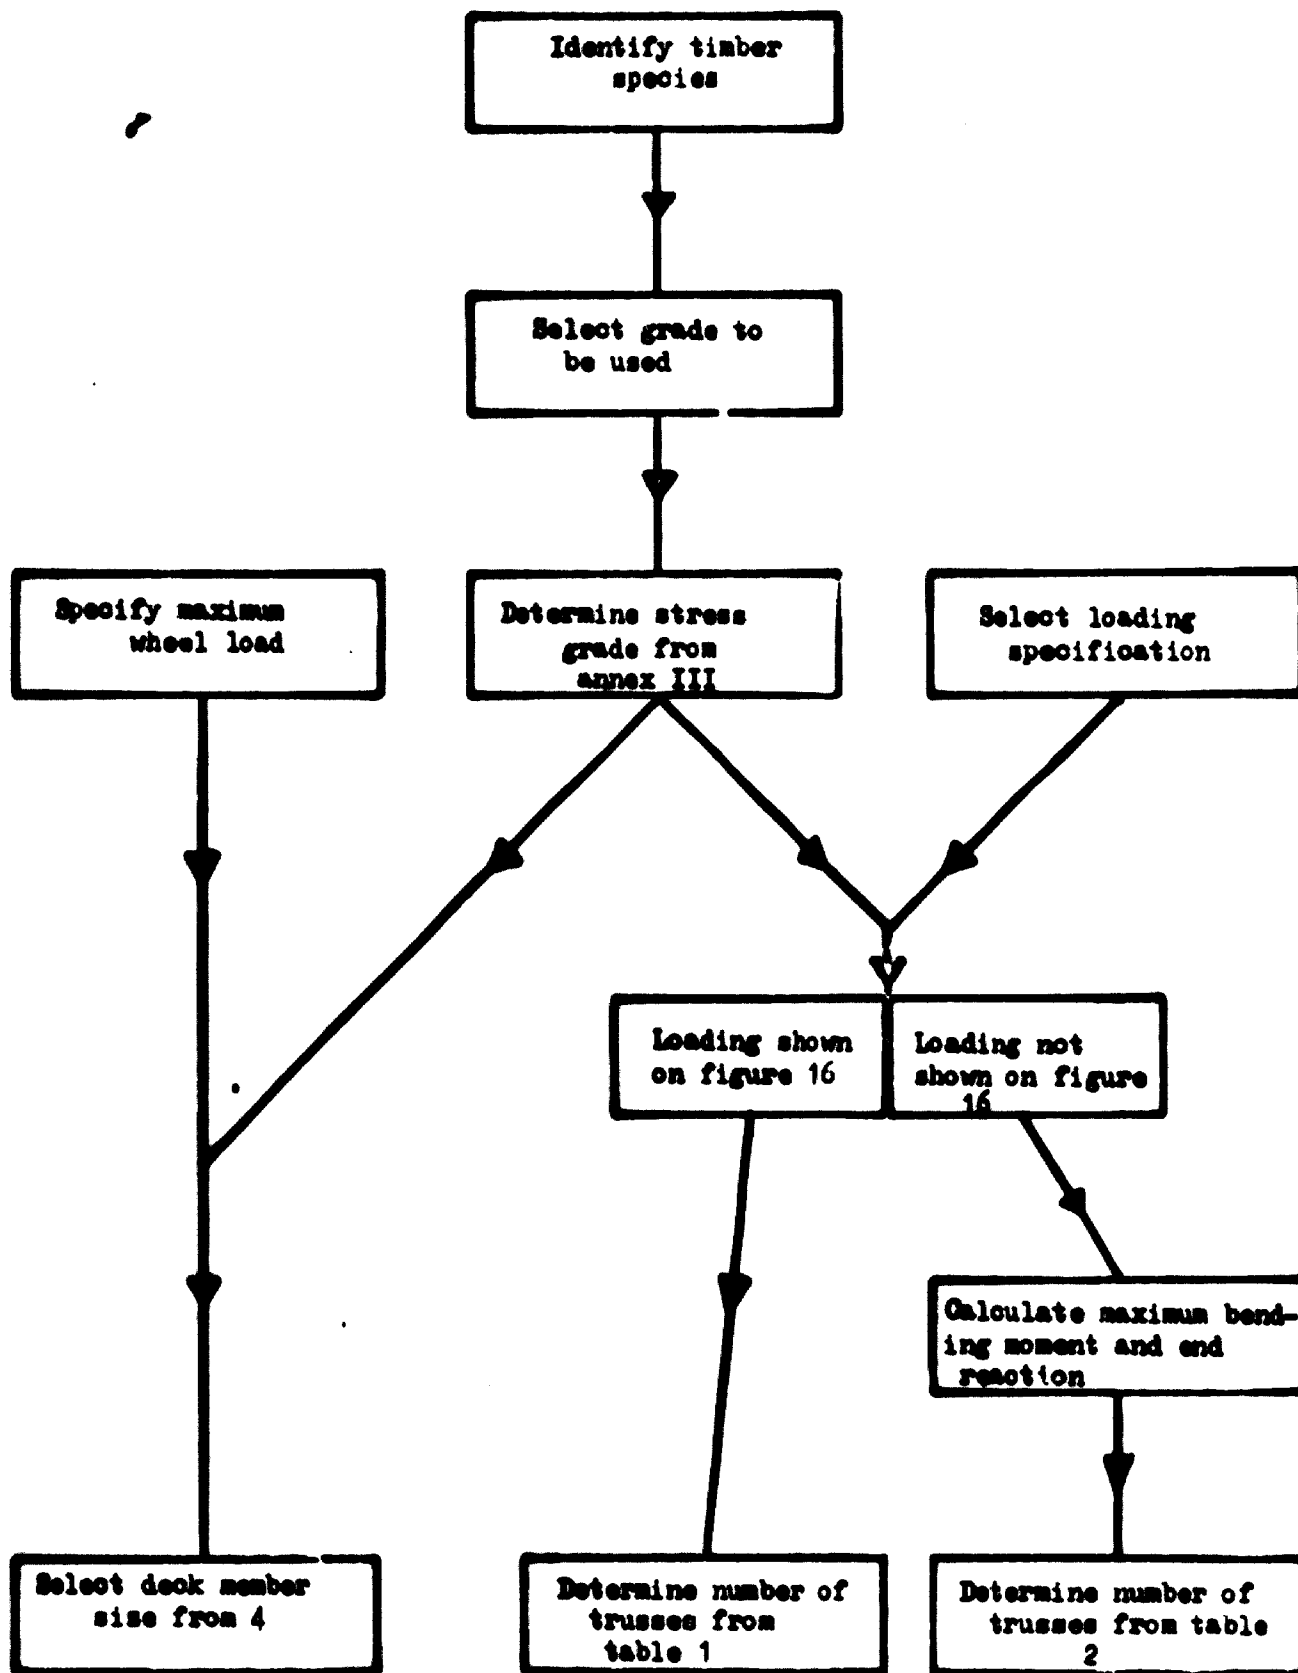 Identify timber
species
Select grade to
be used
Specify maximum
wheel load
Determine stress
grade from
annex III
Select loading
specification
Loading shown
on figure 16
Loading not
shown on figure
16
Calculate maximum bend-
ing moment and end
reaction
Select deck member
size from 4
Determine number of
trusses from
table 1
Determine number of
trusses from table
2